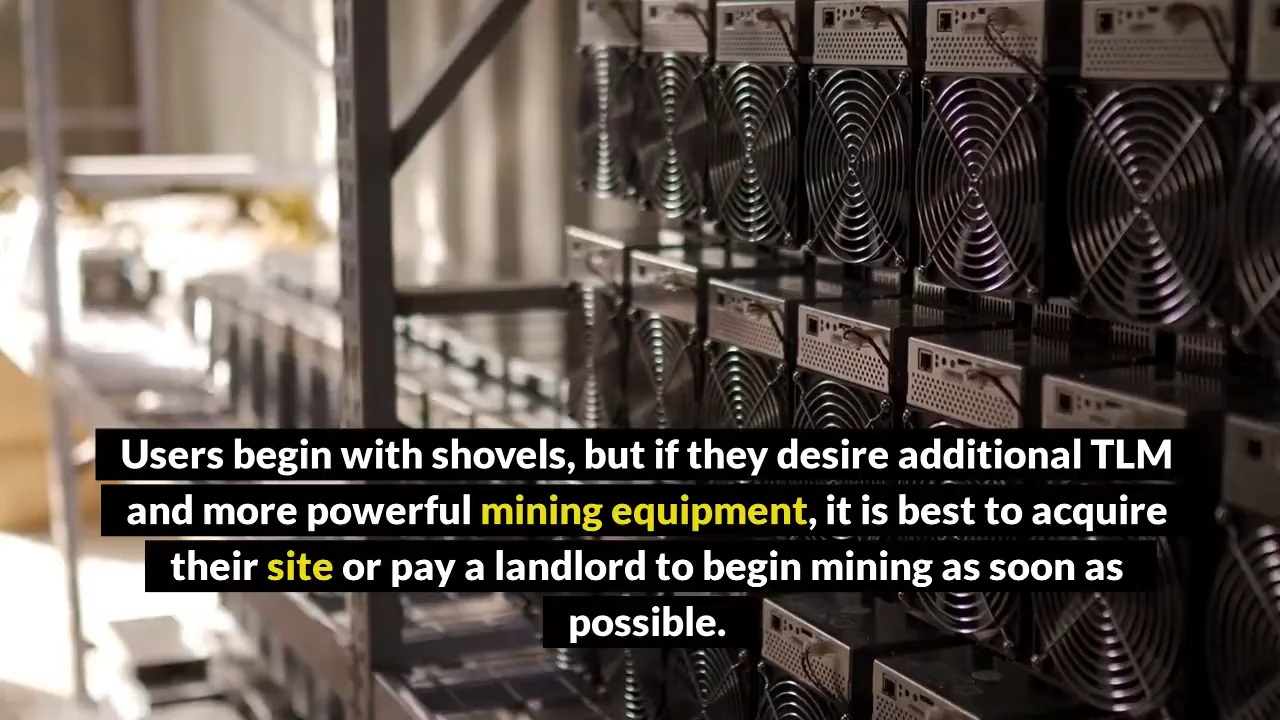 Users begin with shovels, but if they desire additional TLM
and more powerful mining equipment, it is best to acquire
their site or pay a landlord to begin mining as soon as
possible.